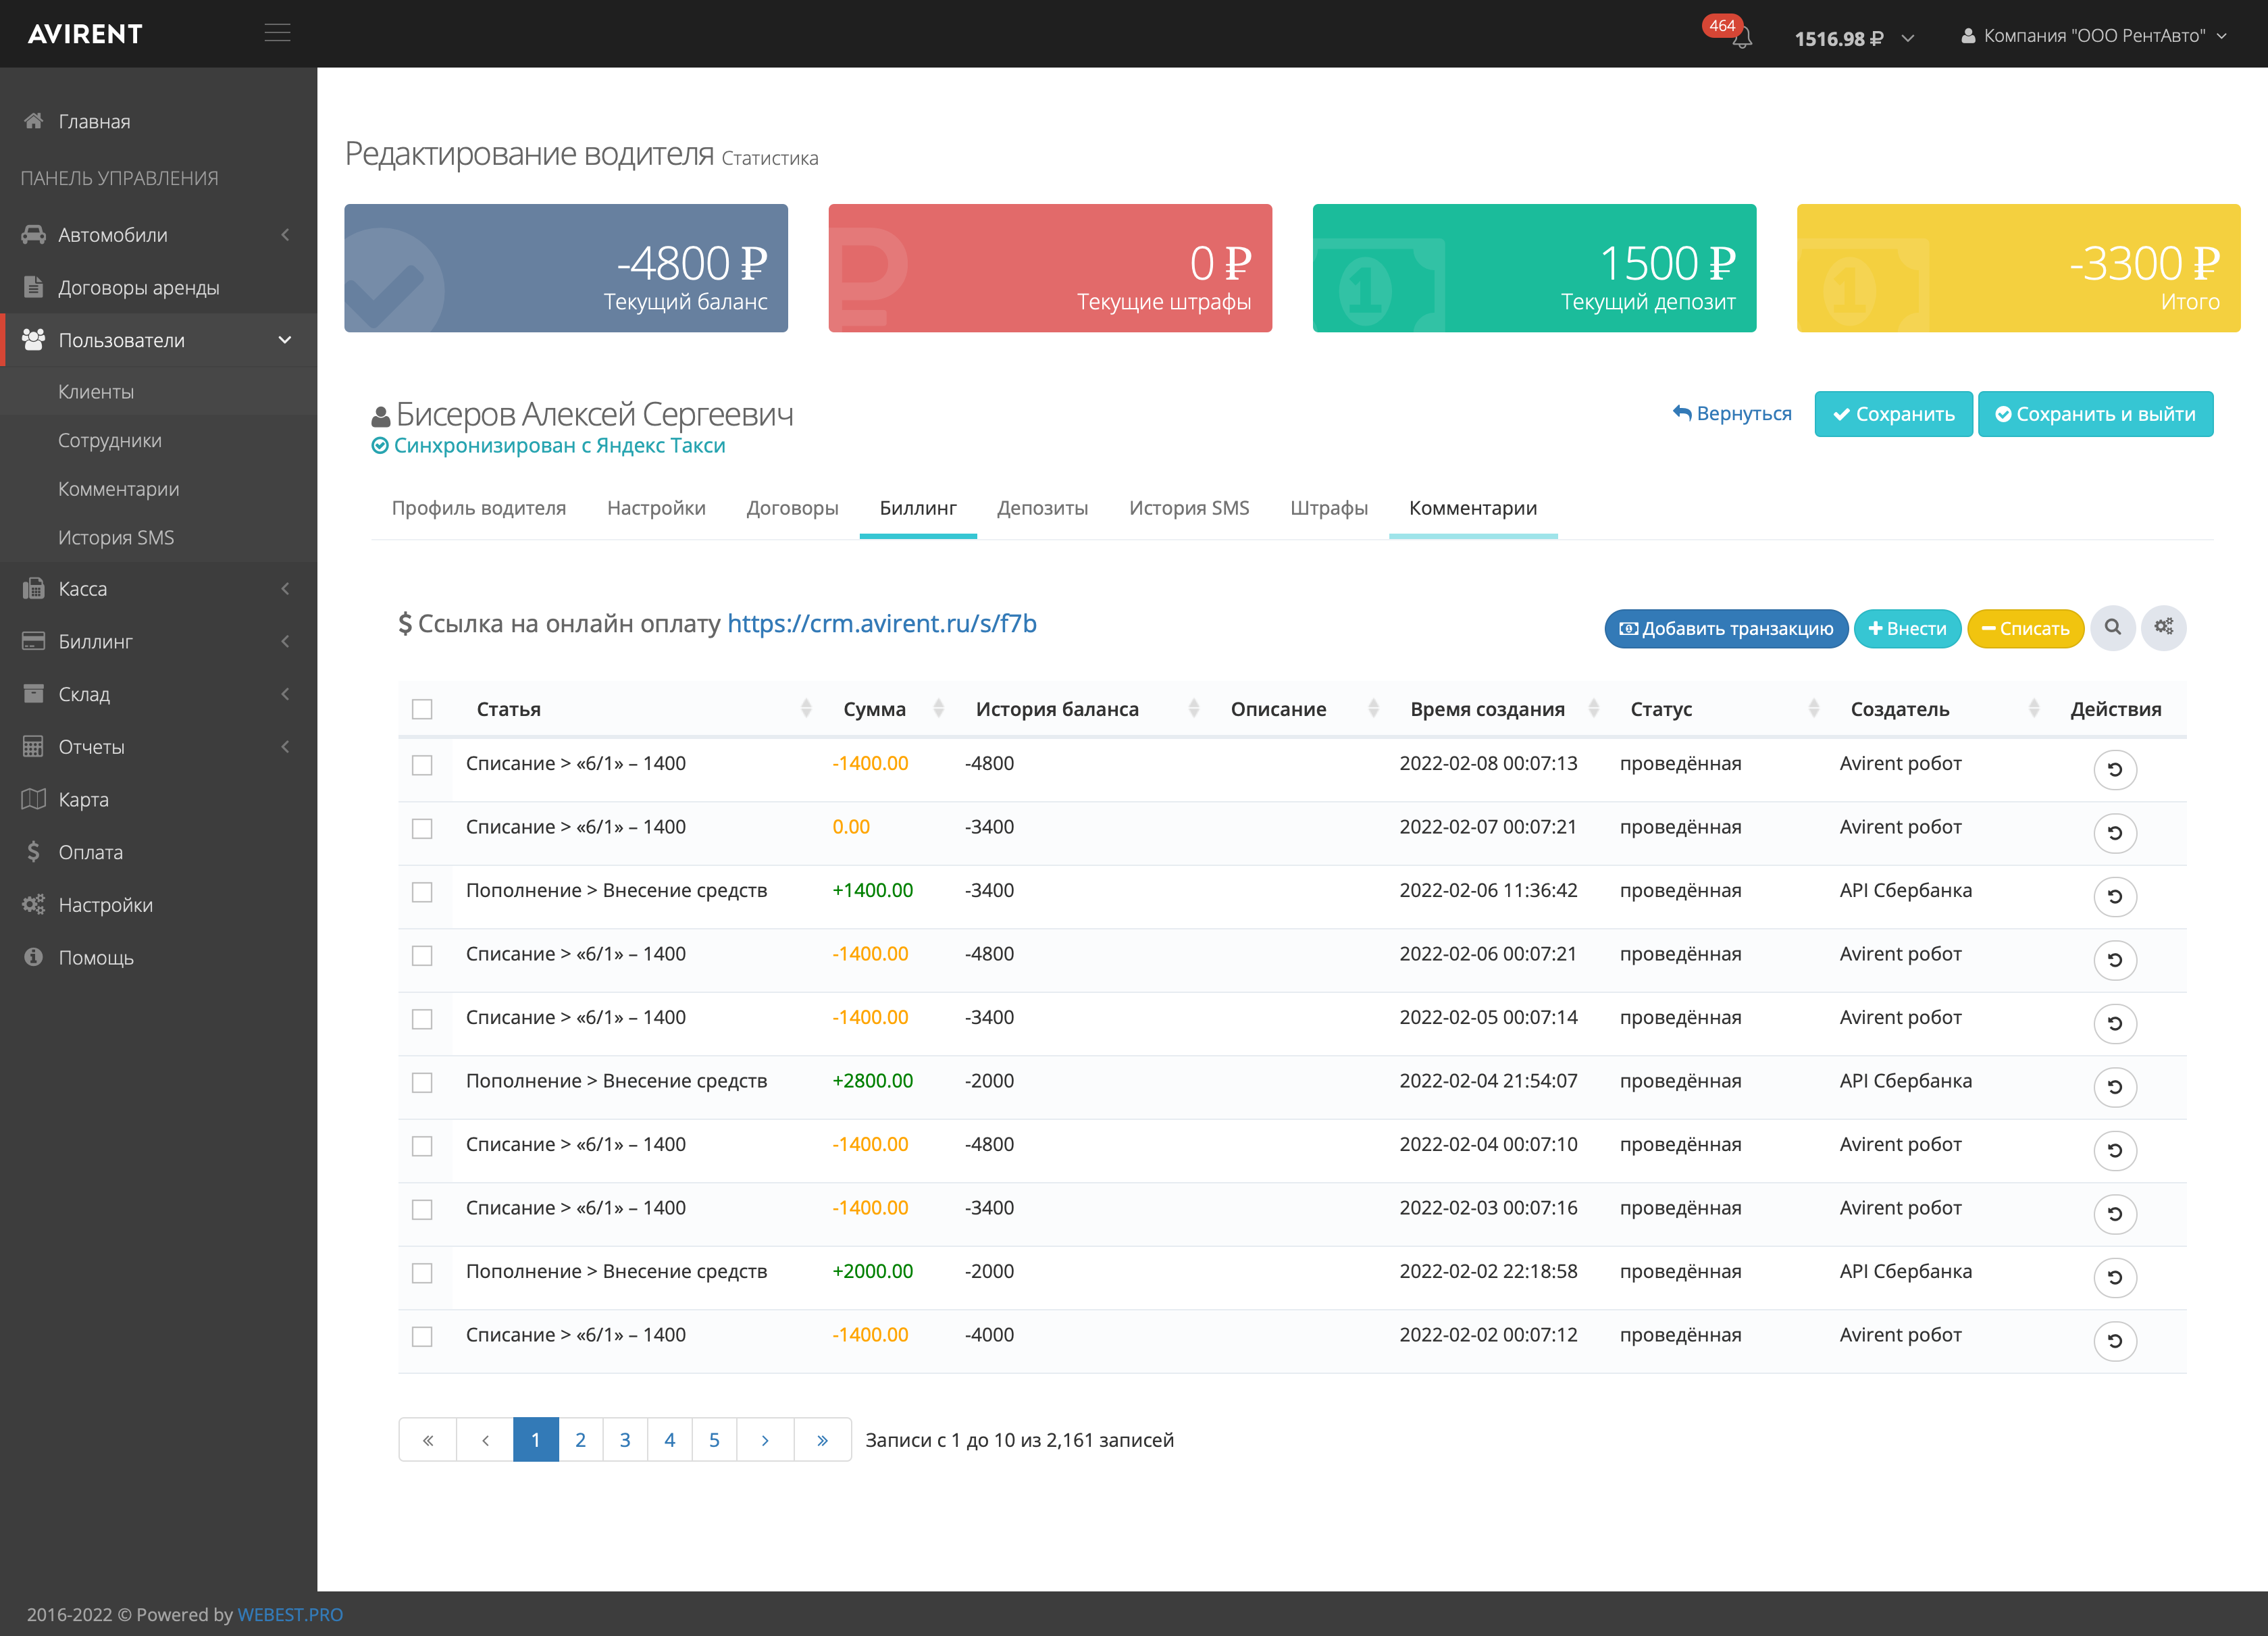 AVIRENT
464
1516.98 ₽
Компания "ООО РентАвто"
Главная
ПАНЕЛЬ УПРАВЛЕНИЯ
Автомобили
Договоры аренды
Пользователи
Клиенты
Сотрудники
Комментарии
История SMS
Касса
Биллинг
Склад
Отчеты
Карта
Оплата
Настройки
Помощь
Редактирование водителя Статистика
-4800 ₽
Текущий баланс
0 ₽
Текущие штрафы
1500 ₽
Текущий депозит
-3300 ₽
Итого
Бисеров Алексей Сергеевич
Синхронизирован с Яндекс Такси
Вернуться Сохранить Сохранить и выйти
Профиль водителя Настройки Договоры Биллинг Депозиты История SMS Штрафы Комментарии
$ Ссылка на онлайн оплату https://crm.avirent.ru/s/f7b
Добавить транзакцию Внести Списать
Статья Сумма История баланса Описание Время создания Статус Создатель Действия
Списание > «6/1» – 1400 -1400.00 -4800 2022-02-08 00:07:13 проведённая Avirent робот
Списание > «6/1» – 1400 0.00 -3400 2022-02-07 00:07:21 проведённая Avirent робот
Пополнение > Внесение средств +1400.00 -3400 2022-02-06 11:36:42 проведённая API Сбербанка
Списание > «6/1» – 1400 -1400.00 -4800 2022-02-06 00:07:21 проведённая Avirent робот
Списание > «6/1» – 1400 -1400.00 -3400 2022-02-05 00:07:14 проведённая Avirent робот
Пополнение > Внесение средств +2800.00 -2000 2022-02-04 21:54:07 проведённая API Сбербанка
Списание > «6/1» – 1400 -1400.00 -4800 2022-02-04 00:07:10 проведённая Avirent робот
Списание > «6/1» – 1400 -1400.00 -3400 2022-02-03 00:07:16 проведённая Avirent робот
Пополнение > Внесение средств +2000.00 -2000 2022-02-02 22:18:58 проведённая API Сбербанка
Списание > «6/1» – 1400 -1400.00 -4000 2022-02-02 00:07:12 проведённая Avirent робот
« ‹ 1 2 3 4 5 › » Записи с 1 до 10 из 2,161 записей
2016-2022 © Powered by WEBEST.PRO